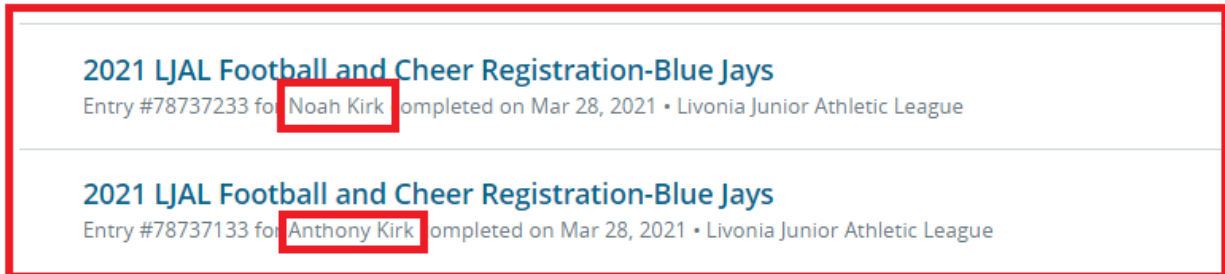 2021 LJAL Football and Cheer Registration-Blue Jays
Entry #78737233 for Noah Kirk ompleted on Mar 28, 2021 • Livonia Junior Athletic League
2021 LJAL Football and Cheer Registration-Blue Jays
Entry #78737133 for Anthony Kirk ompleted on Mar 28, 2021 • Livonia Junior Athletic League